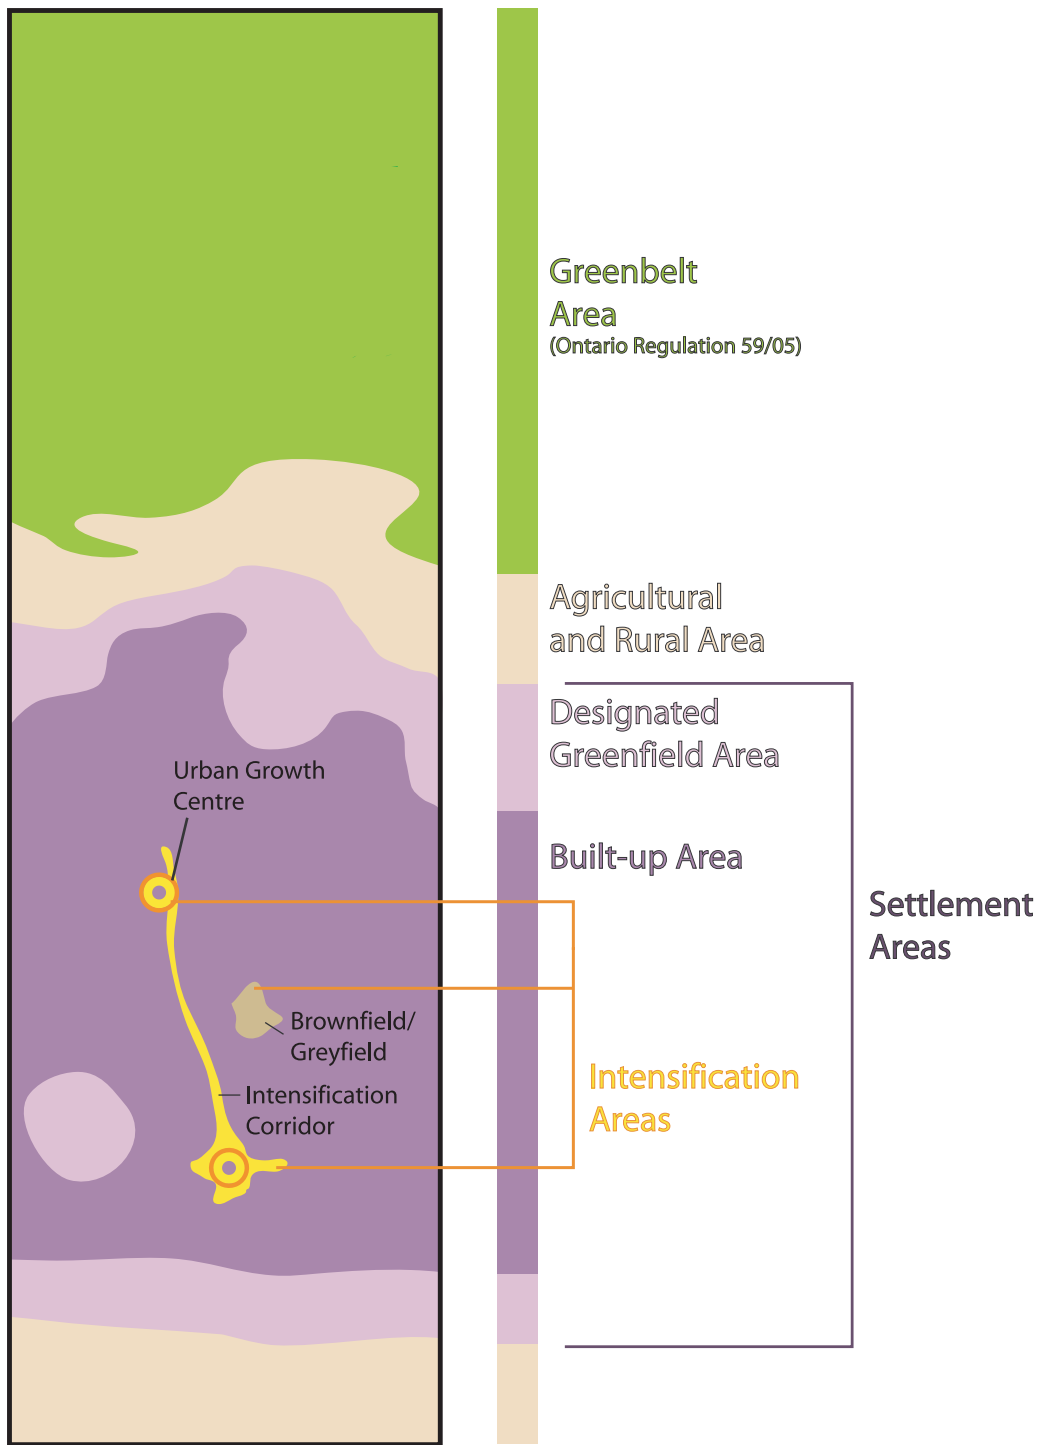 Greenbelt
Area
(Ontario Regulation 59/05)
Agricultural
and Rural Area
Designated
Greenfield Area
Urban Growth
Centre
Built-up Area
Settlement
Areas
Brownfield/
Greyfield
Intensification
Areas
Intensification
Corridor